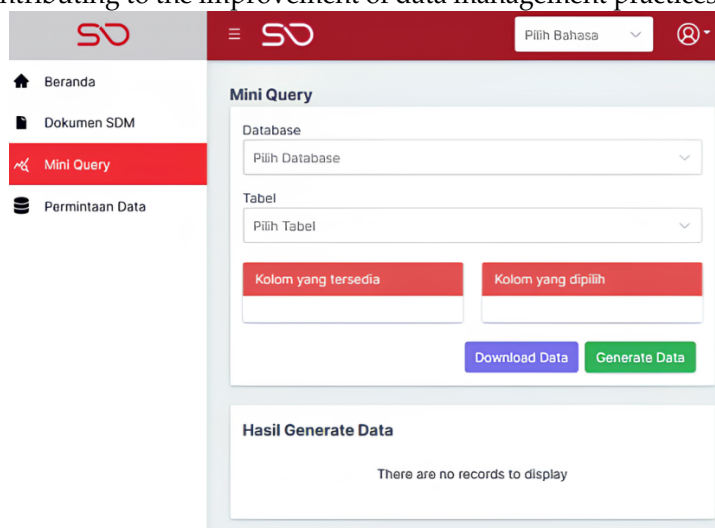 ntributing to the improvement of data management practices
SD
SD
Pilih Bahasa
Beranda
Dokumen SDM
Mini Query
Permintaan Data
Mini Query
Database
Pilih Database
Tabel
Pilih Tabel
Kolom yang tersedia
Kolom yang dipilih
Download Data
Generate Data
Hasil Generate Data
There are no records to display